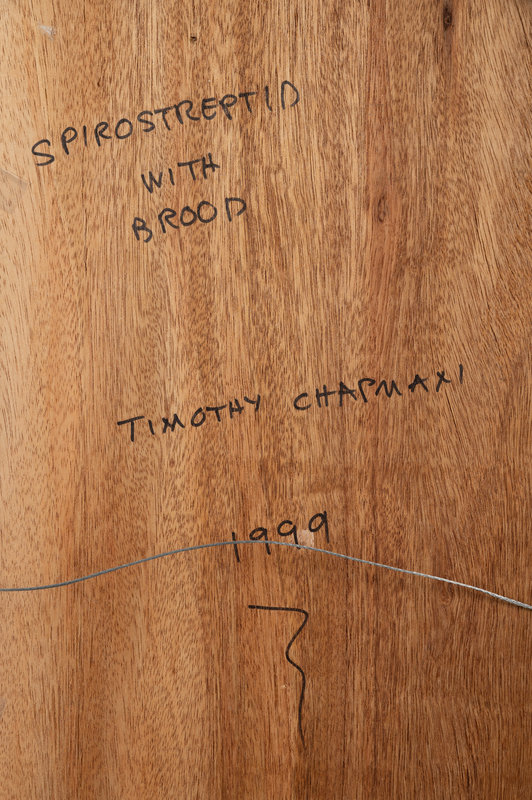 SPIROSTREPTID
WITH
BROOD
TIMOTHY CHAPMAN
1999